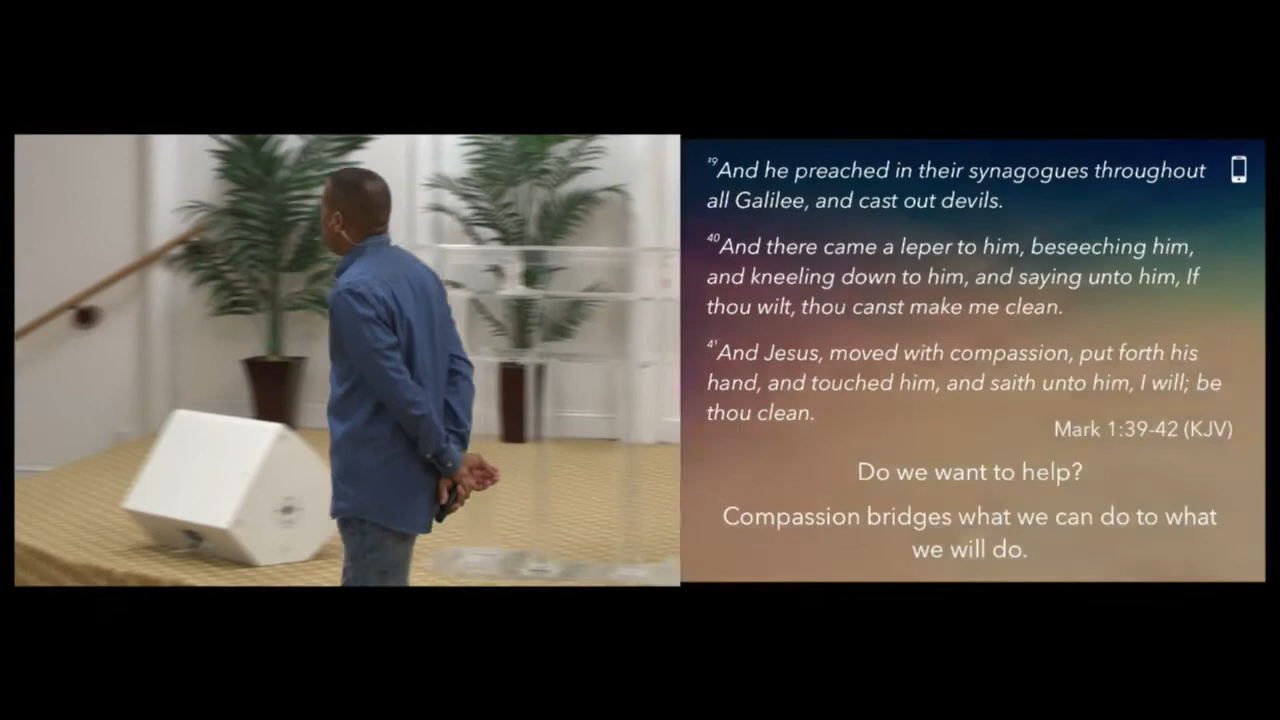 39And he preached in their synagogues throughout
all Galilee, and cast out devils.
40And there came a leper to him, beseeching him,
and kneeling down to him, and saying unto him, If
thou wilt, thou canst make me clean.
41And Jesus, moved with compassion, put forth his
hand, and touched him, and saith unto him, I will; be
thou clean.
Mark 1:39-42 (KJV)
Do we want to help?
Compassion bridges what we can do to what
we will do.